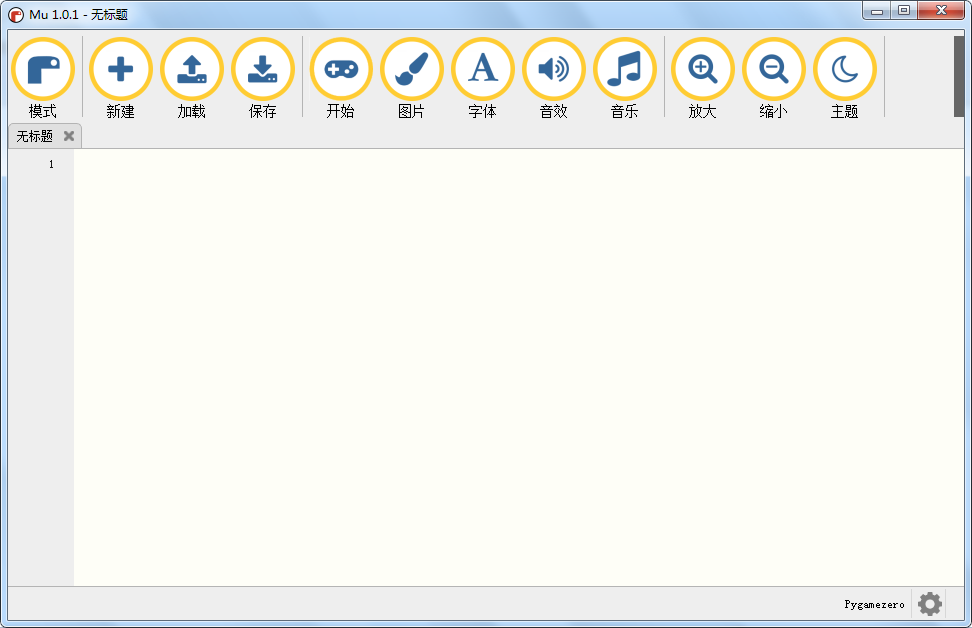 Mu 1.0.1 - 无标题
模式 新建 加载 保存 开始 图片 字体 音效 音乐 放大 缩小 主题
无标题
1
Pygamezero